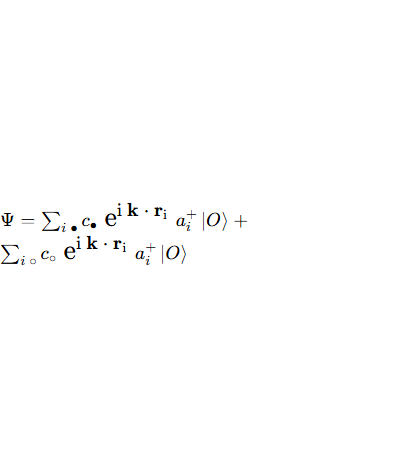 Ψ = ∑_{i •} c_• e^{i k · r_i} a_i^+ |O⟩ +
∑_{i ○} c_○ e^{i k · r_i} a_i^+ |O⟩